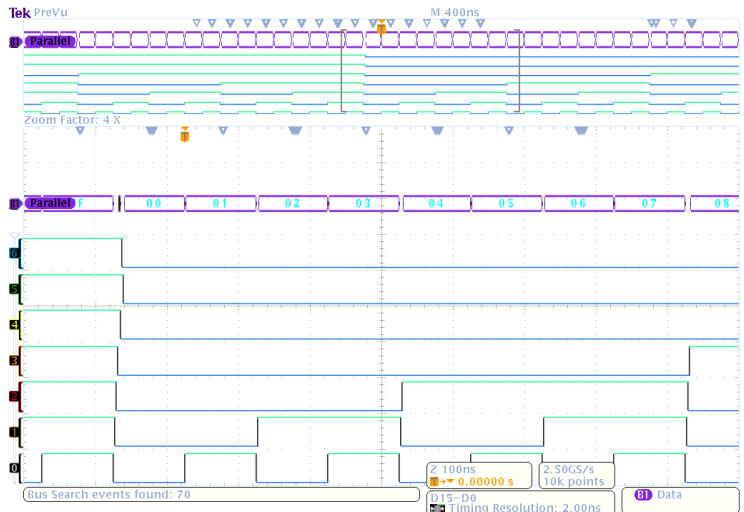 Tek PreVu M 400ns
B1 Parallel
Zoom Factor: 4 X
B1 Parallel F 00 01 02 03 04 05 06 07 08
6
5
4
3
2
1
0
Z 100ns
T 0.00000 s
2.50GS/s
10k points
Bus Search events found: 70
B1 Data
D15-D0
Timing Resolution: 2.00ns